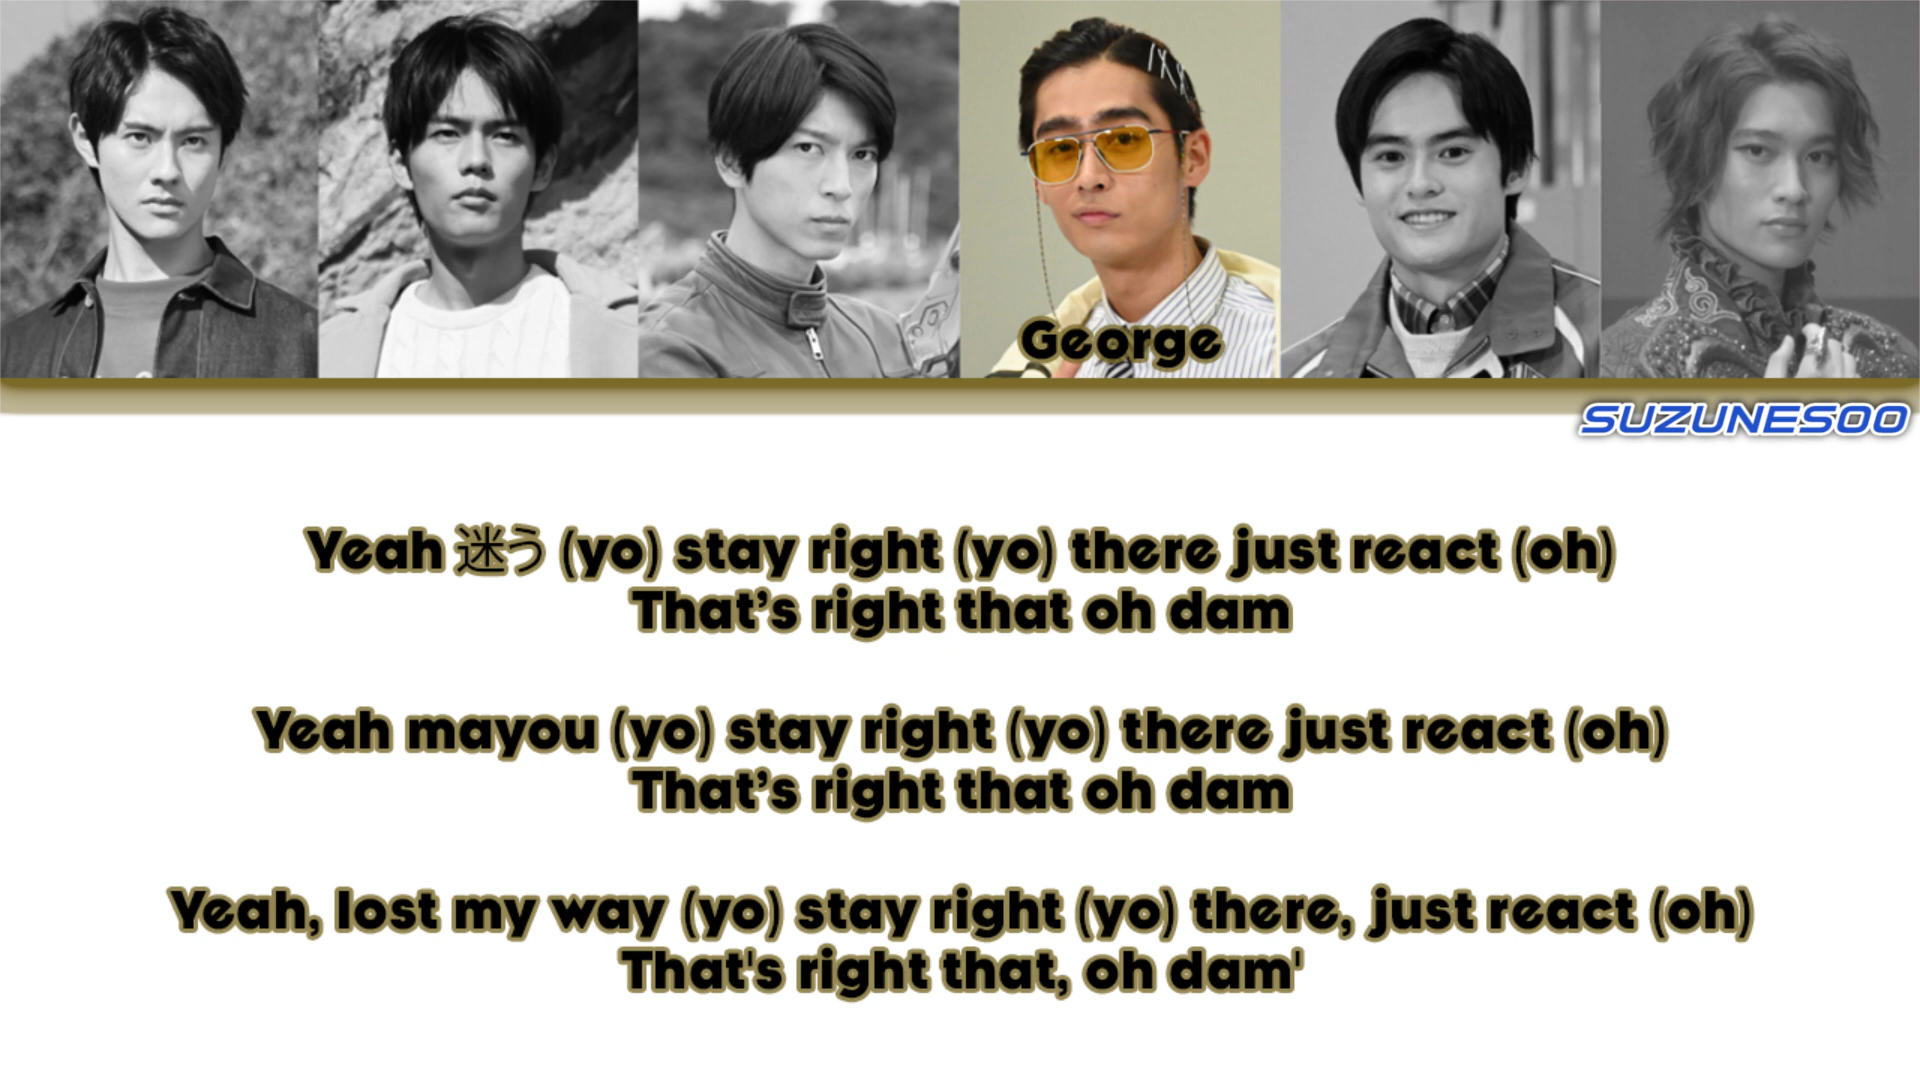 George
SUZUNESOO
Yeah 迷う (yo) stay right (yo) there just react (oh)
That’s right that oh dam
Yeah mayou (yo) stay right (yo) there just react (oh)
That’s right that oh dam
Yeah, lost my way (yo) stay right (yo) there, just react (oh)
That's right that, oh dam'